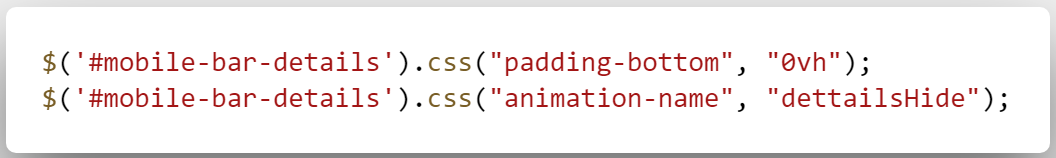 $('#mobile-bar-details').css("padding-bottom", "0vh");
$('#mobile-bar-details').css("animation-name", "dettailsHide");